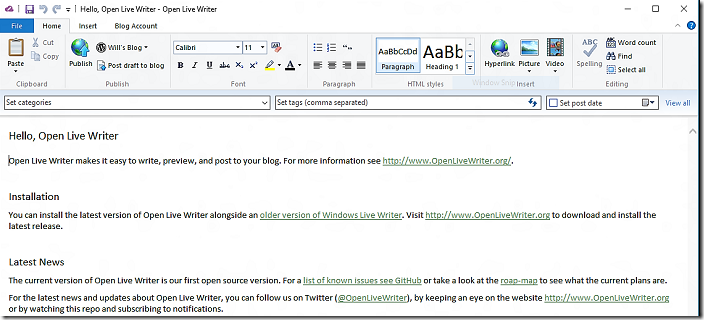 Hello, Open Live Writer - Open Live Writer
File Home Insert Blog Account
Paste Cut Copy Publish Will's Blog Post draft to blog Calibri 11 B I U abc X₂ X² A AaBbCcDd Paragraph AaBb Heading 1 Hyperlink Picture Video ABC Spelling Word count Find Select all
Clipboard Publish Font Paragraph HTML styles Window Snip Insert Editing
Set categories Set tags (comma separated) Set post date View all
Hello, Open Live Writer
Open Live Writer makes it easy to write, preview, and post to your blog. For more information see http://www.OpenLiveWriter.org/.
Installation
You can install the latest version of Open Live Writer alongside an older version of Windows Live Writer. Visit http://www.OpenLiveWriter.org to download and install the
latest release.
Latest News
The current version of Open Live Writer is our first open source version. For a list of known issues see GitHub or take a look at the roap-map to see what the current plans are.
For the latest news and updates about Open Live Writer, you can follow us on Twitter (@OpenLiveWriter), by keeping an eye on the website http://www.OpenLiveWriter.org
or by watching this repo and subscribing to notifications.